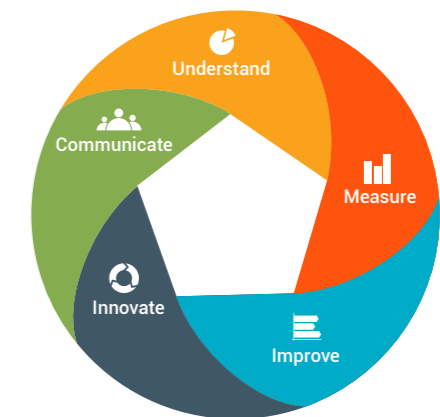 Understand
Measure
Improve
Innovate
Communicate